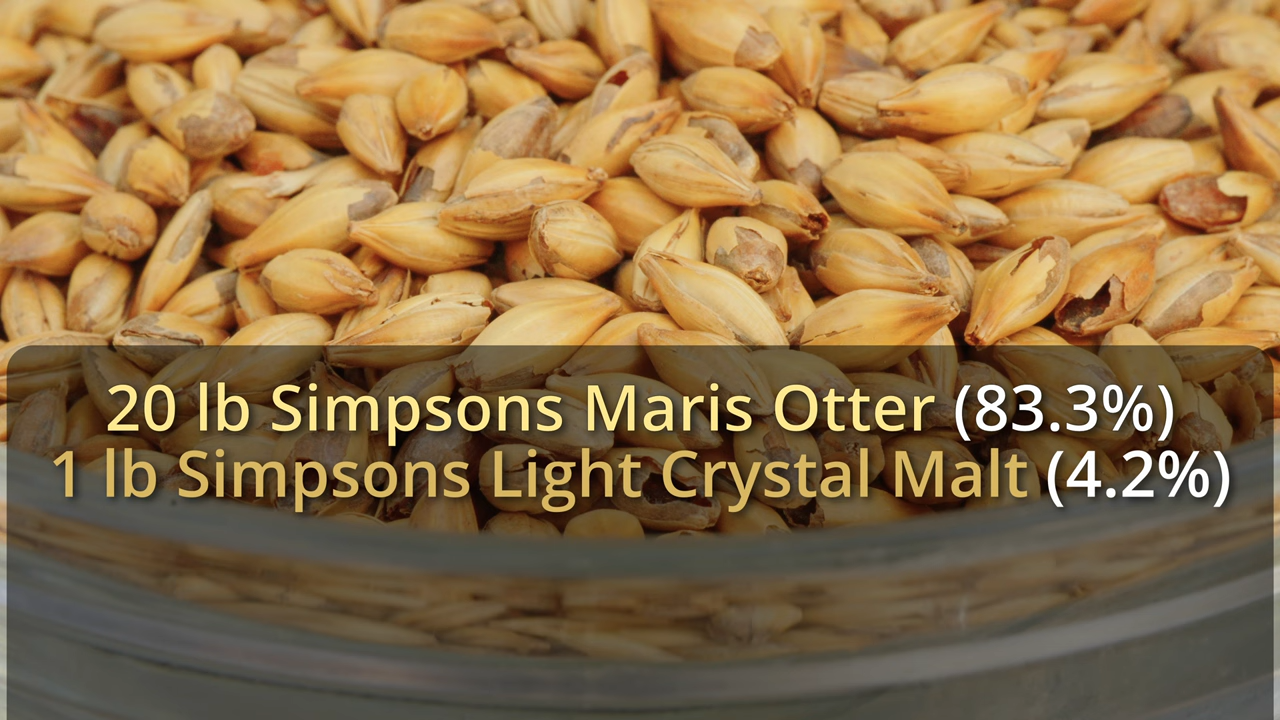 20 lb Simpsons Maris Otter (83.3%)
1 lb Simpsons Light Crystal Malt (4.2%)